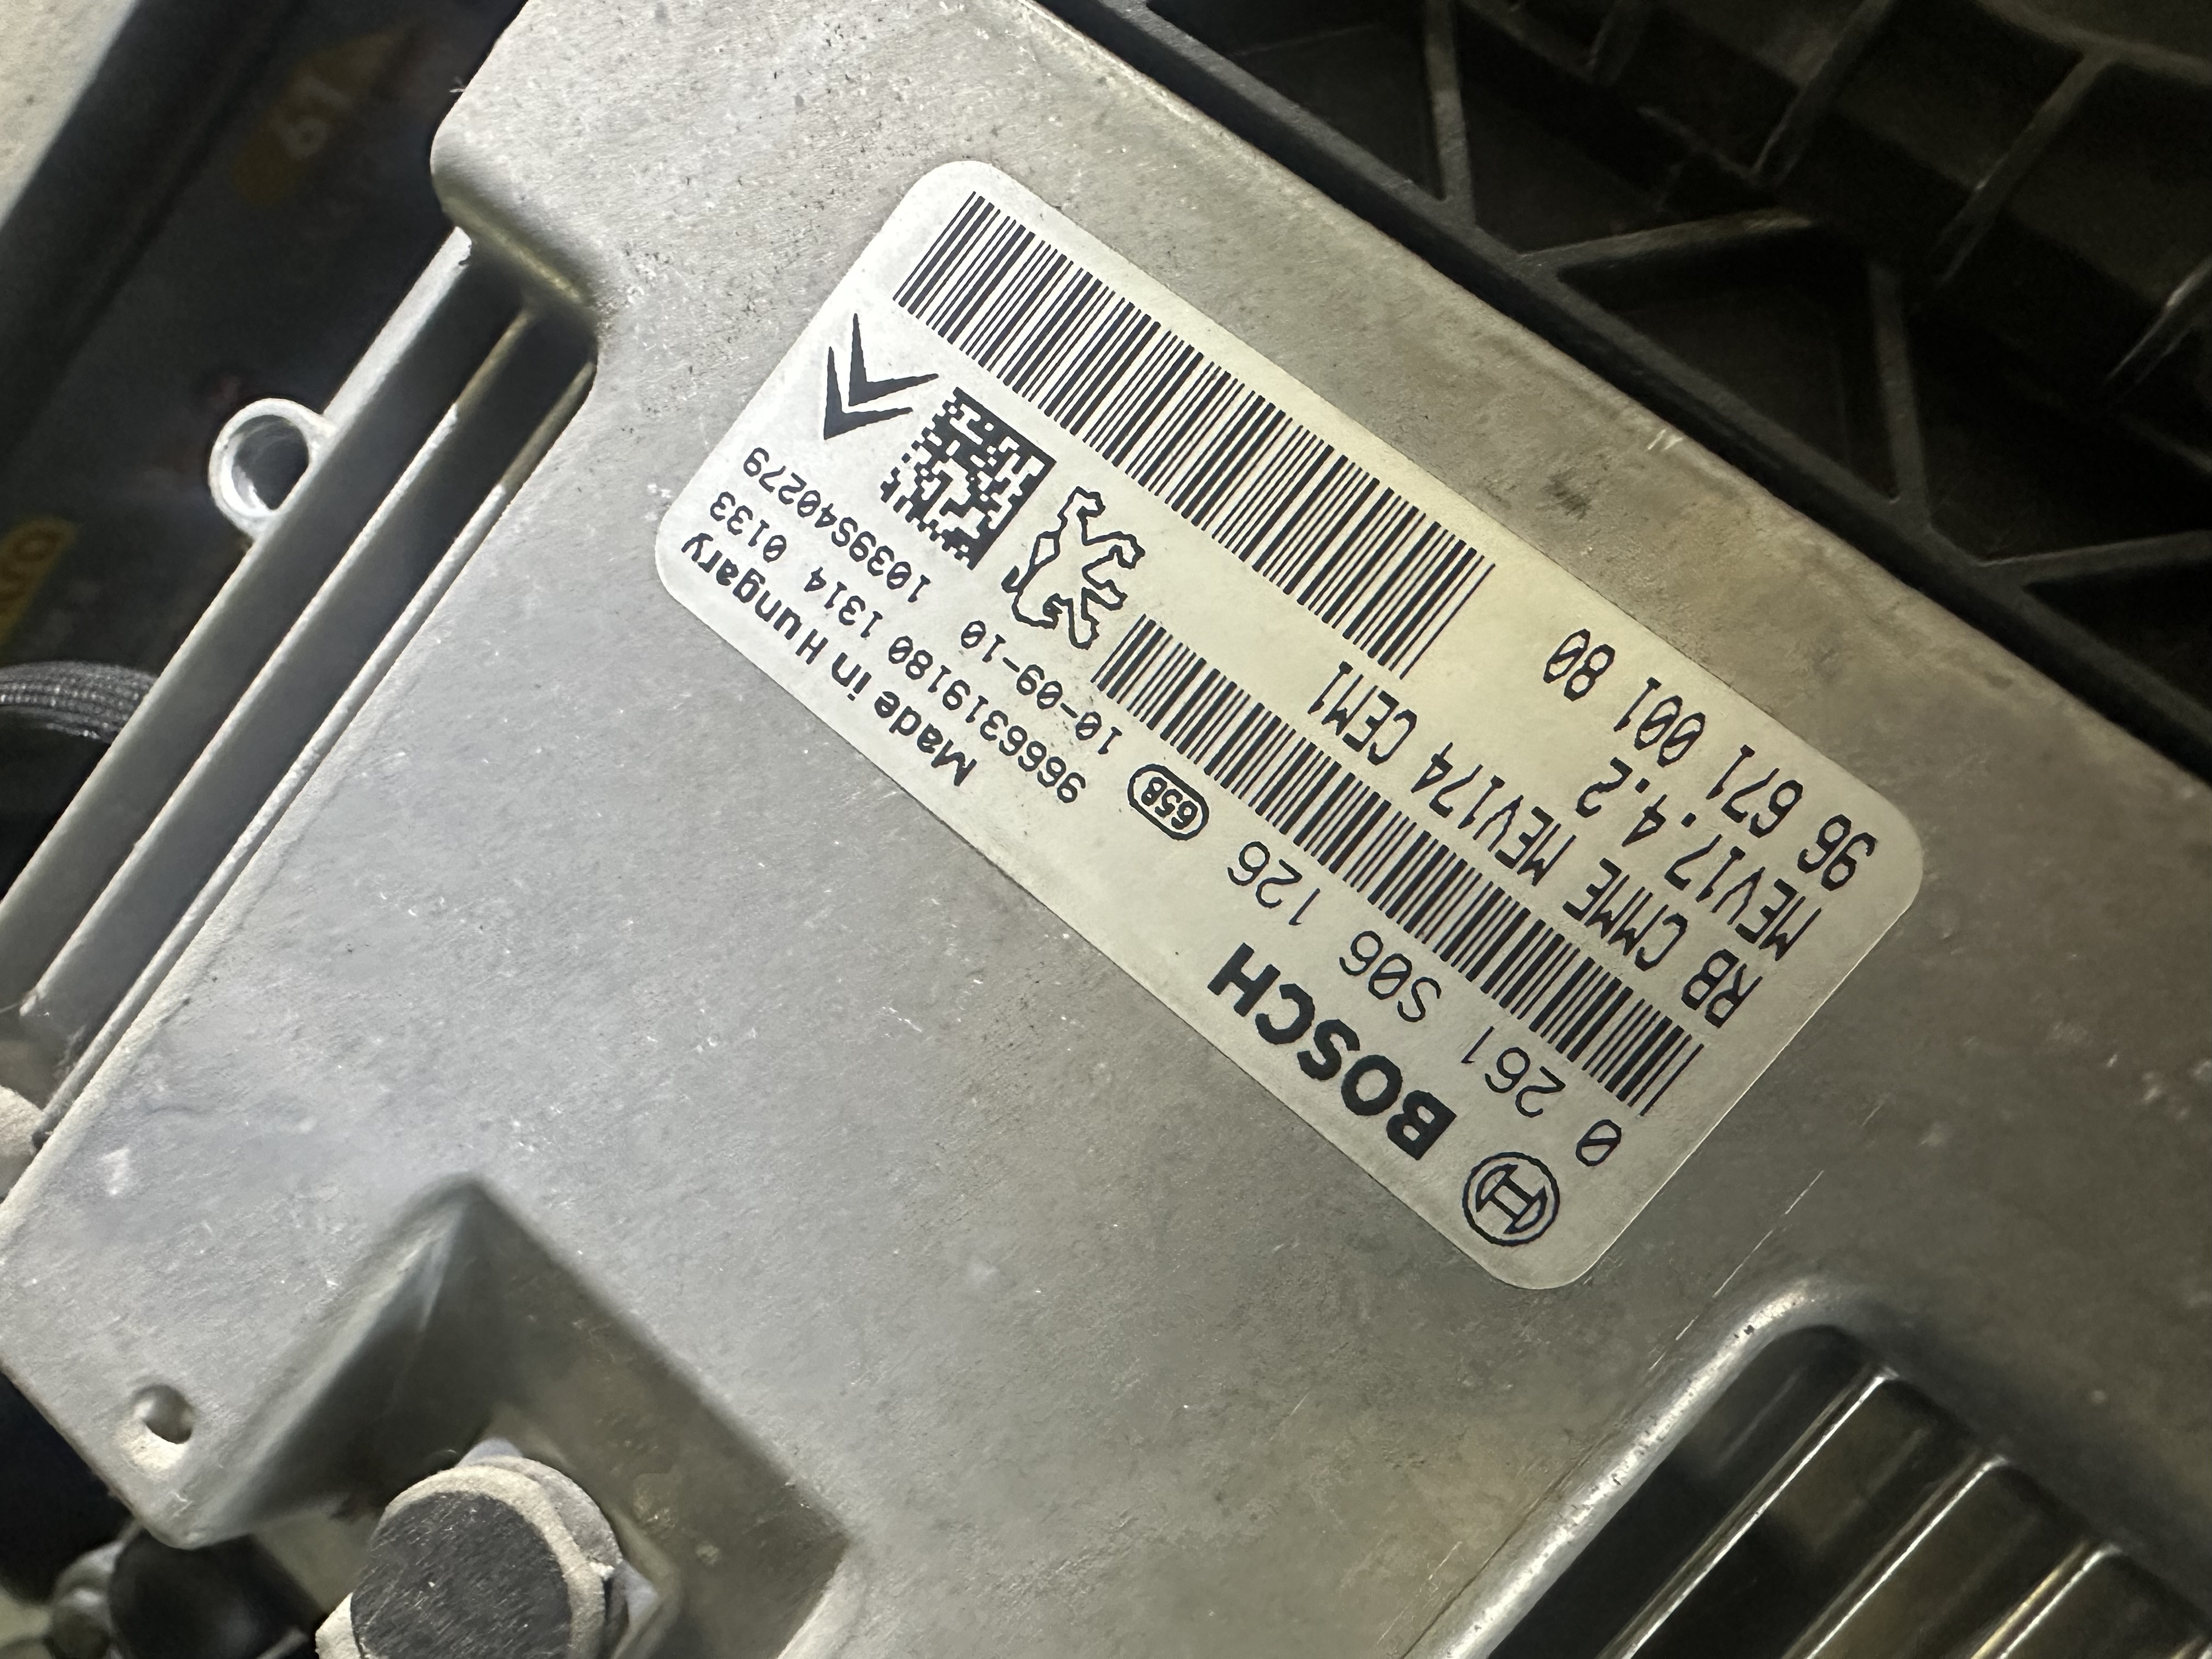 BOSCH
Made in Hungary
9666319180 1314 0133
0 261 S06 126
65B
10-09-10
1039S40279
RB CMME MEV174 CEM1
MEV17.4.2
96 671 001 80